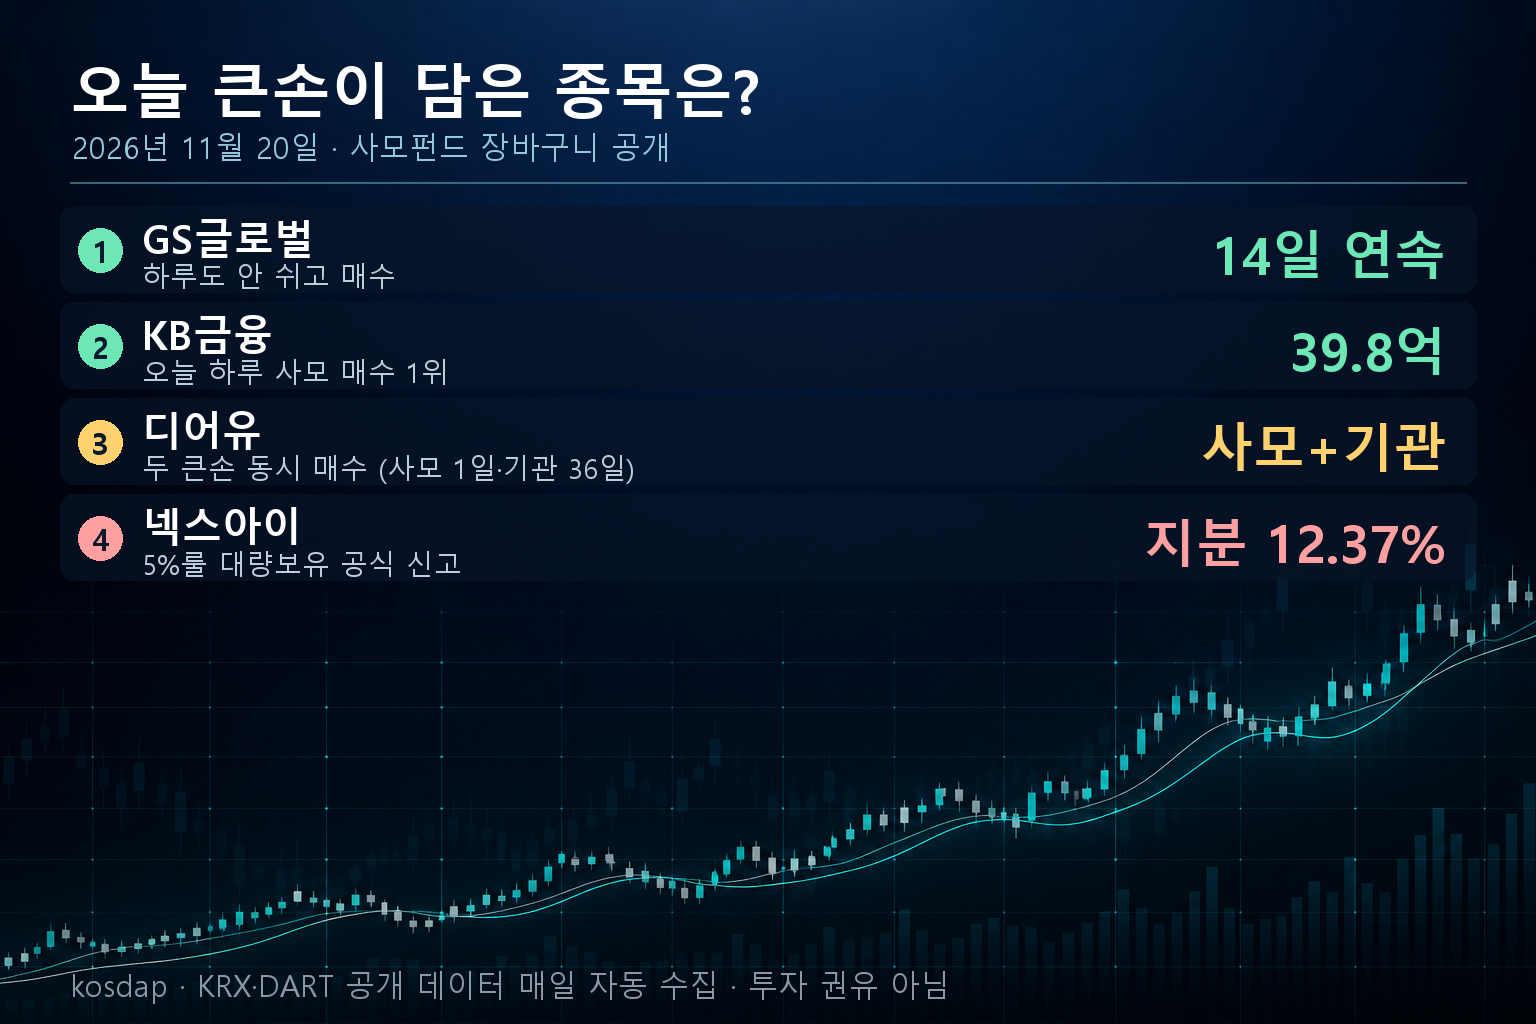 오늘 큰손이 담은 종목은?
2026년 11월 20일 · 사모펀드 장바구니 공개
1 GS글로벌
하루도 안 쉬고 매수
14일 연속
2 KB금융
오늘 하루 사모 매수 1위
39.8억
3 디어유
두 큰손 동시 매수 (사모 1일·기관 36일)
사모+기관
4 넥스아이
5%룰 대량보유 공식 신고
지분 12.37%
kosdap · KRX·DART 공개 데이터 매일 자동 수집 · 투자 권유 아님